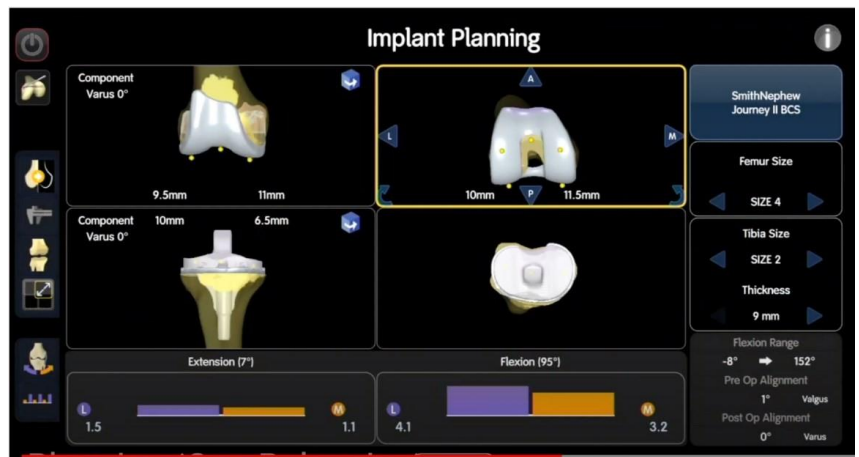 Implant Planning
i
Component
Varus 0°
9.5mm
11mm
A
L
M
P
10mm
11.5mm
SmithNephew
Journey II BCS
Femur Size
SIZE 4
Tibia Size
SIZE 2
Thickness
9 mm
Component
Varus 0°
10mm
6.5mm
Extension (7°)
L
1.5
M
1.1
Flexion (95°)
L
4.1
M
3.2
Flexion Range
-8° 152°
Pre Op Alignment
1° Valgus
Post Op Alignment
0° Varus